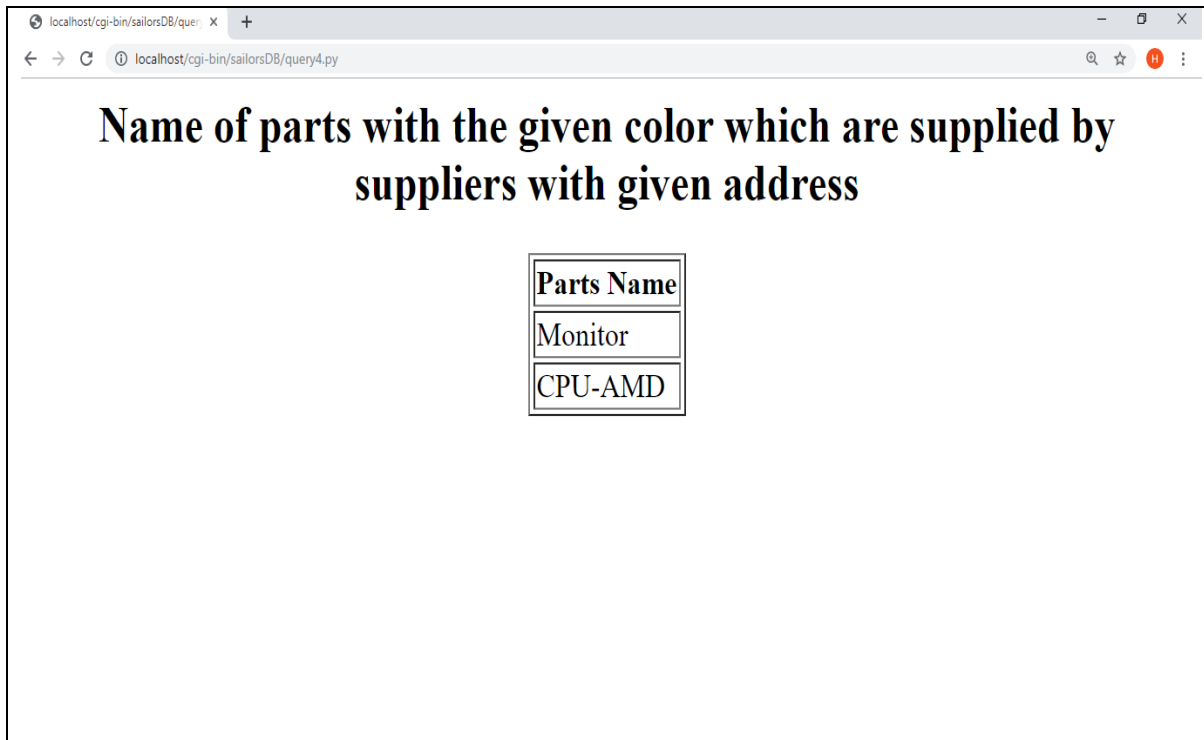 localhost/cgi-bin/sailorsDB/quer
localhost/cgi-bin/sailorsDB/query4.py
H
Name of parts with the given color which are supplied by
suppliers with given address
Parts Name
Monitor
CPU-AMD